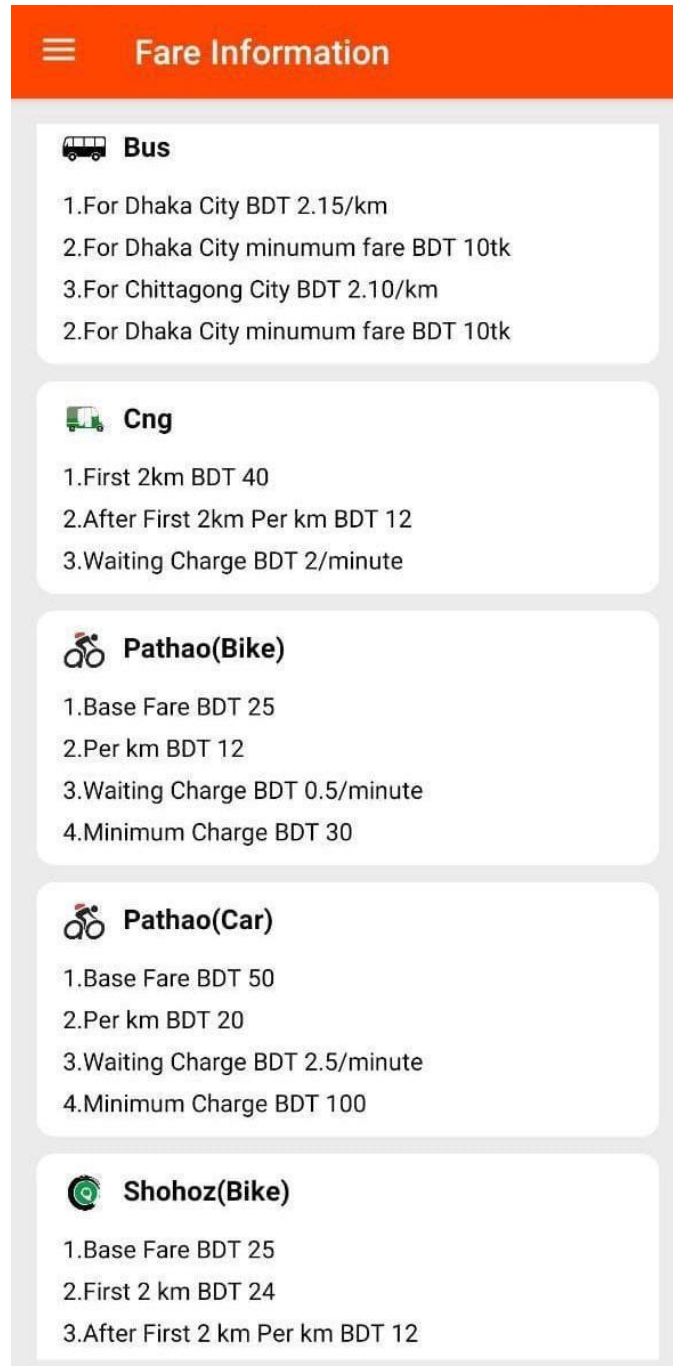 Fare Information
Bus
1.For Dhaka City BDT 2.15/km
2.For Dhaka City minumum fare BDT 10tk
3.For Chittagong City BDT 2.10/km
2.For Dhaka City minumum fare BDT 10tk
Cng
1.First 2km BDT 40
2.After First 2km Per km BDT 12
3.Waiting Charge BDT 2/minute
Pathao(Bike)
1.Base Fare BDT 25
2.Per km BDT 12
3.Waiting Charge BDT 0.5/minute
4.Minimum Charge BDT 30
Pathao(Car)
1.Base Fare BDT 50
2.Per km BDT 20
3.Waiting Charge BDT 2.5/minute
4.Minimum Charge BDT 100
Shohoz(Bike)
1.Base Fare BDT 25
2.First 2 km BDT 24
3.After First 2 km Per km BDT 12